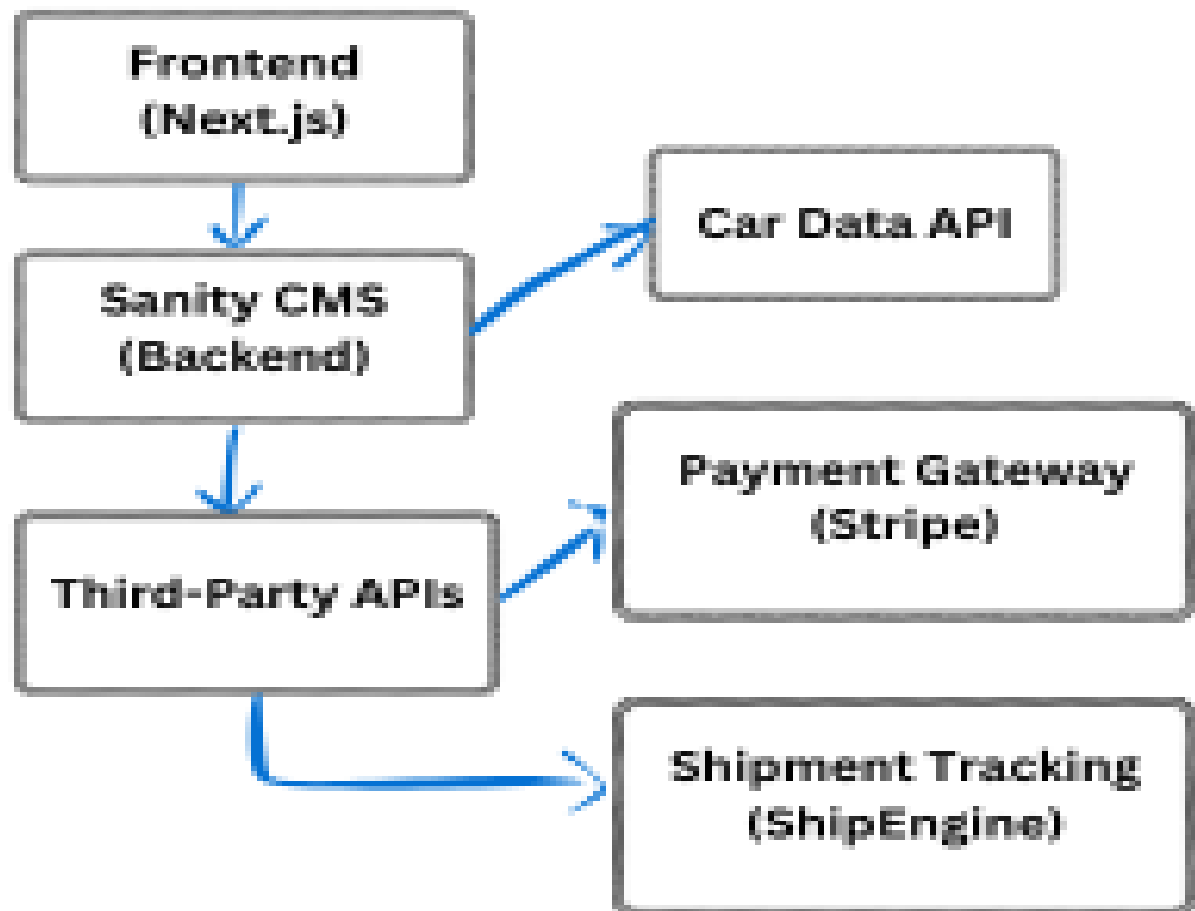 Frontend
(Next.js)
Car Data API
Sanity CMS
(Backend)
Payment Gateway
(Stripe)
Third-Party APIs
Shipment Tracking
(ShipEngine)